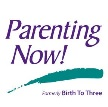 Parenting
Now!
Formerly Birth To Three